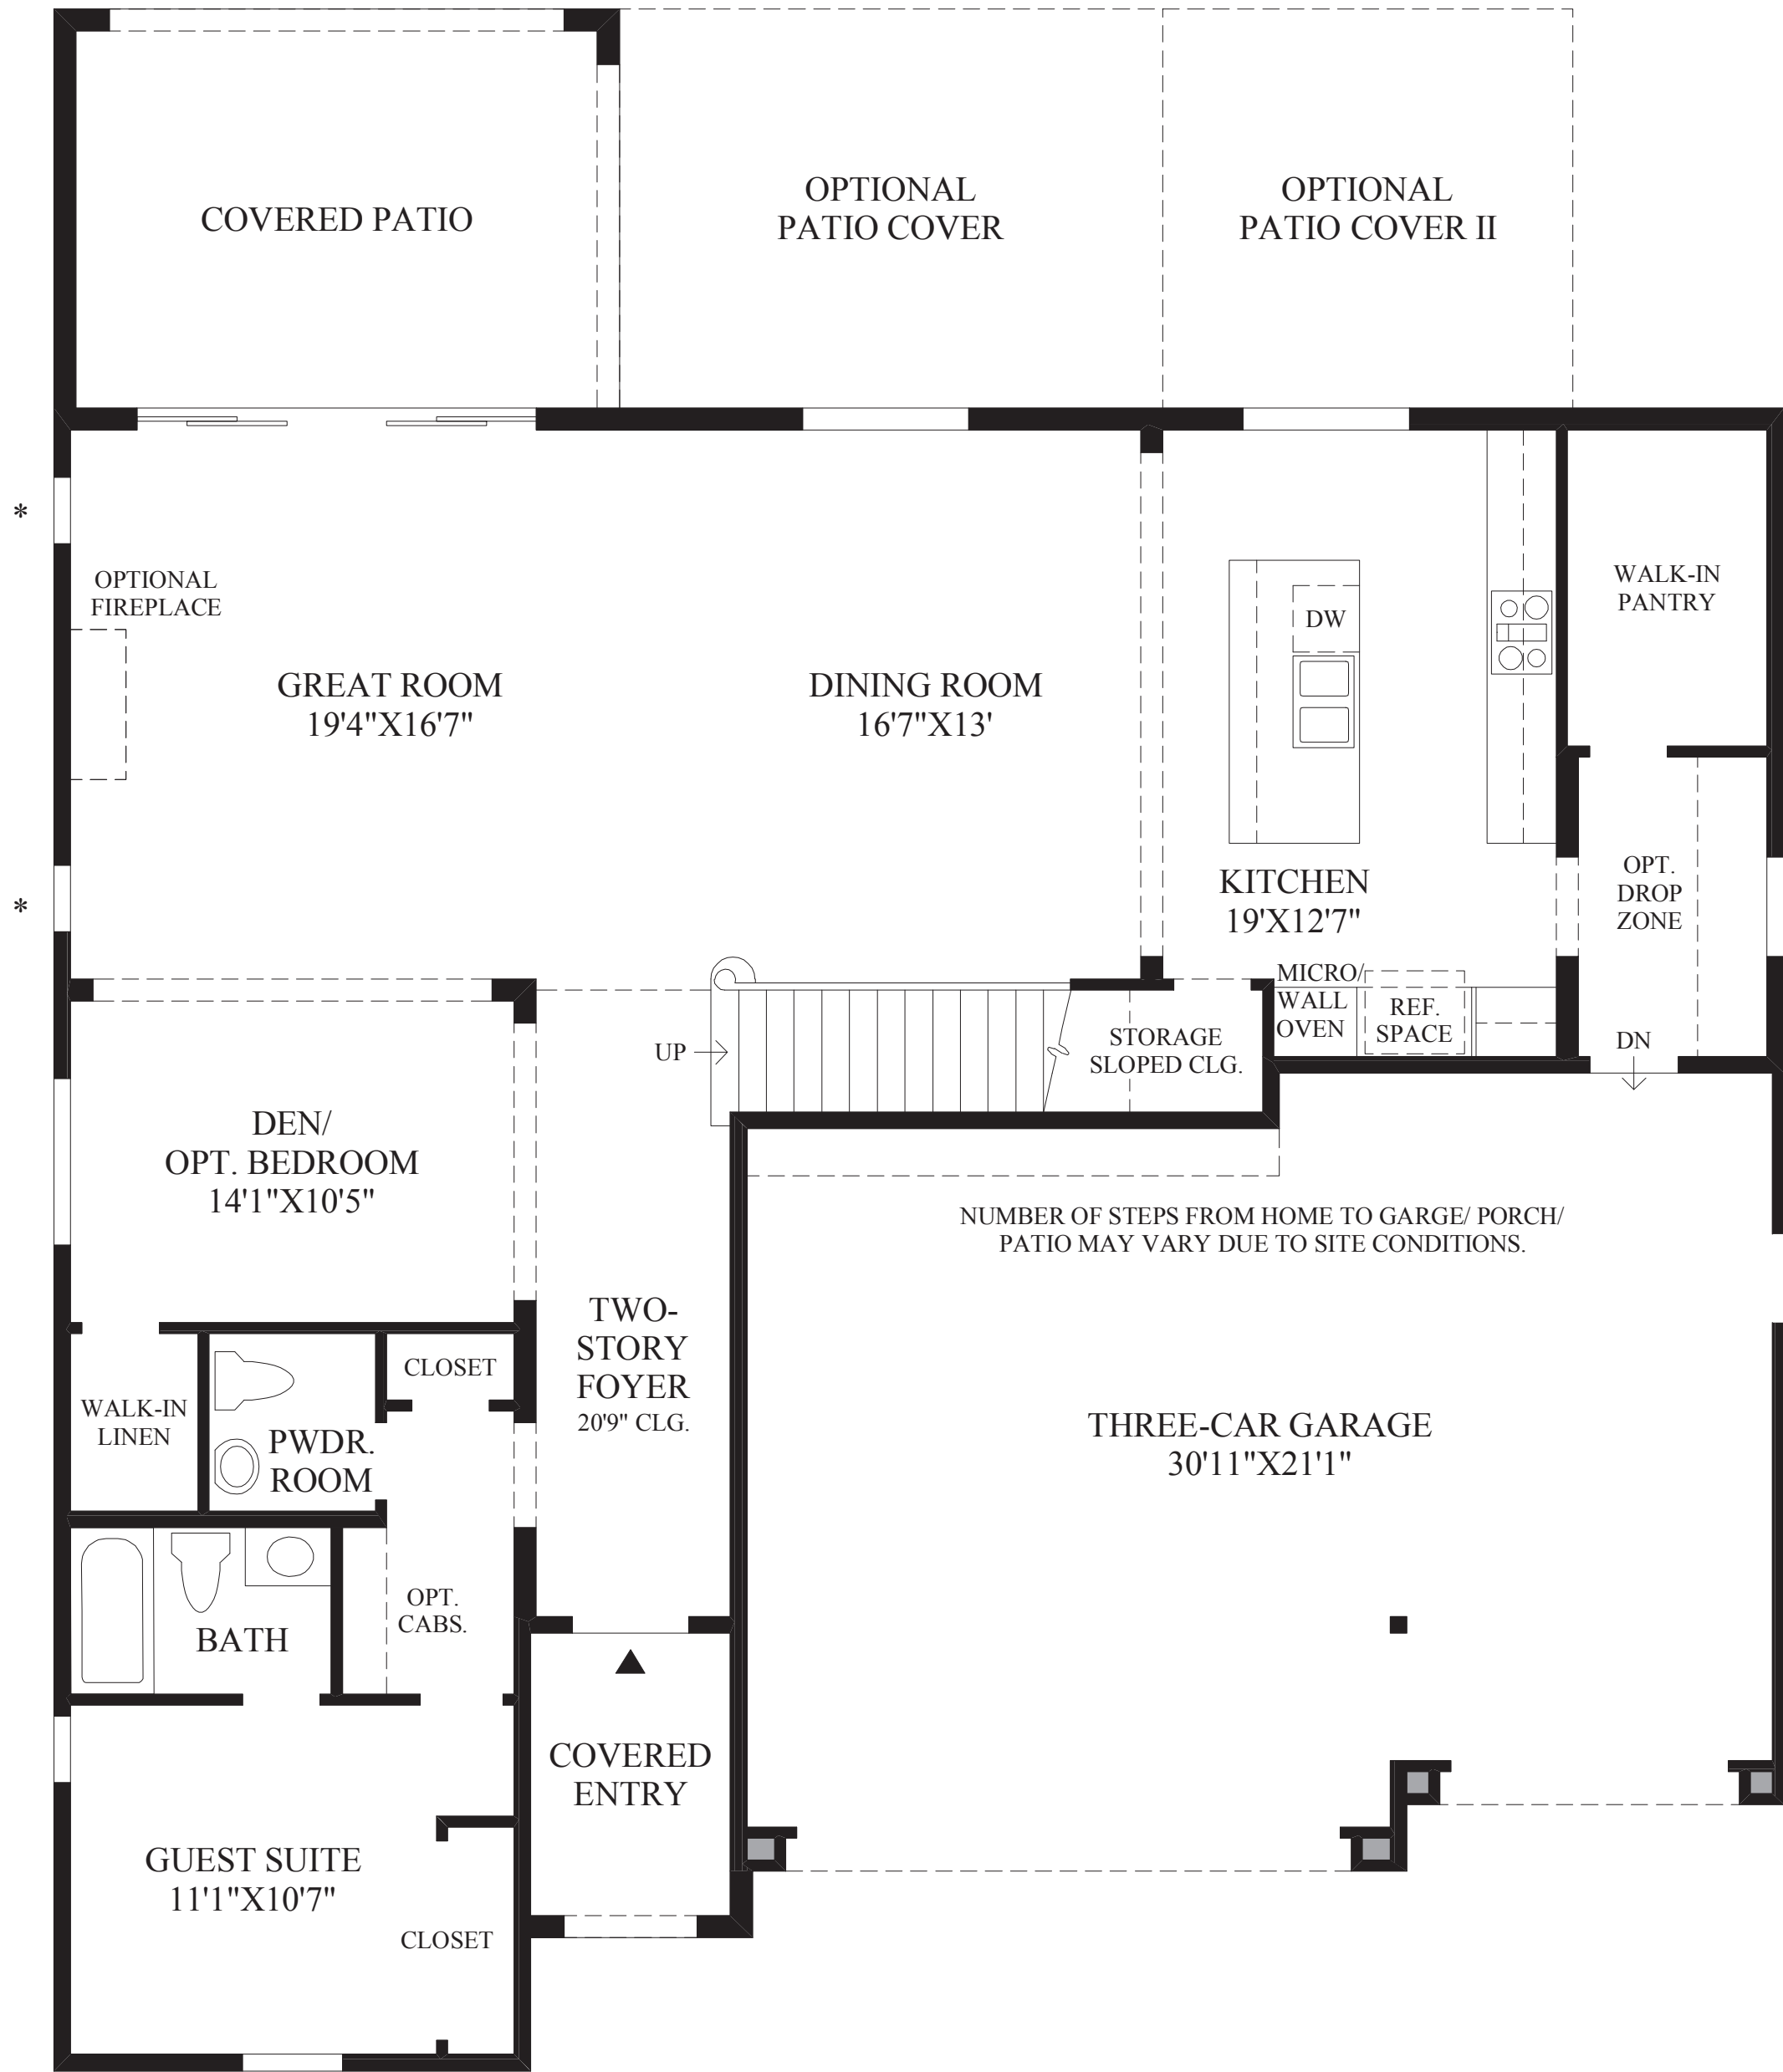 COVERED PATIO
OPTIONAL
PATIO COVER
OPTIONAL
PATIO COVER II
*
OPTIONAL
FIREPLACE
GREAT ROOM
19'4"X16'7"
DINING ROOM
16'7"X13'
DW
WALK-IN
PANTRY
*
KITCHEN
19'X12'7"
OPT.
DROP
ZONE
MICRO/
WALL
OVEN
REF.
SPACE
UP
STORAGE
SLOPED CLG.
DN
DEN/
OPT. BEDROOM
14'1"X10'5"
NUMBER OF STEPS FROM HOME TO GARGE/ PORCH/
PATIO MAY VARY DUE TO SITE CONDITIONS.
TWO-
STORY
FOYER
20'9" CLG.
CLOSET
WALK-IN
LINEN
PWDR.
ROOM
THREE-CAR GARAGE
30'11"X21'1"
OPT.
CABS.
BATH
COVERED
ENTRY
GUEST SUITE
11'1"X10'7"
CLOSET